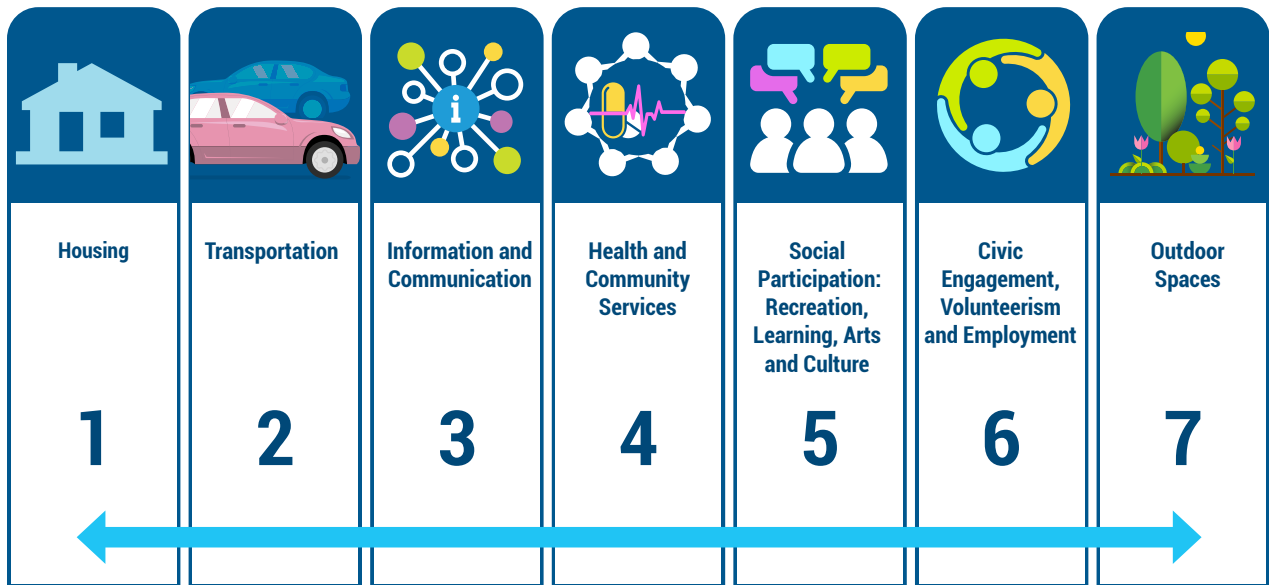 i
Housing
Transportation
Information and
Communication
Health and
Community
Services
Social
Participation:
Recreation,
Learning, Arts
and Culture
Civic
Engagement,
Volunteerism
and Employment
Outdoor
Spaces
1
2
3
4
5
6
7